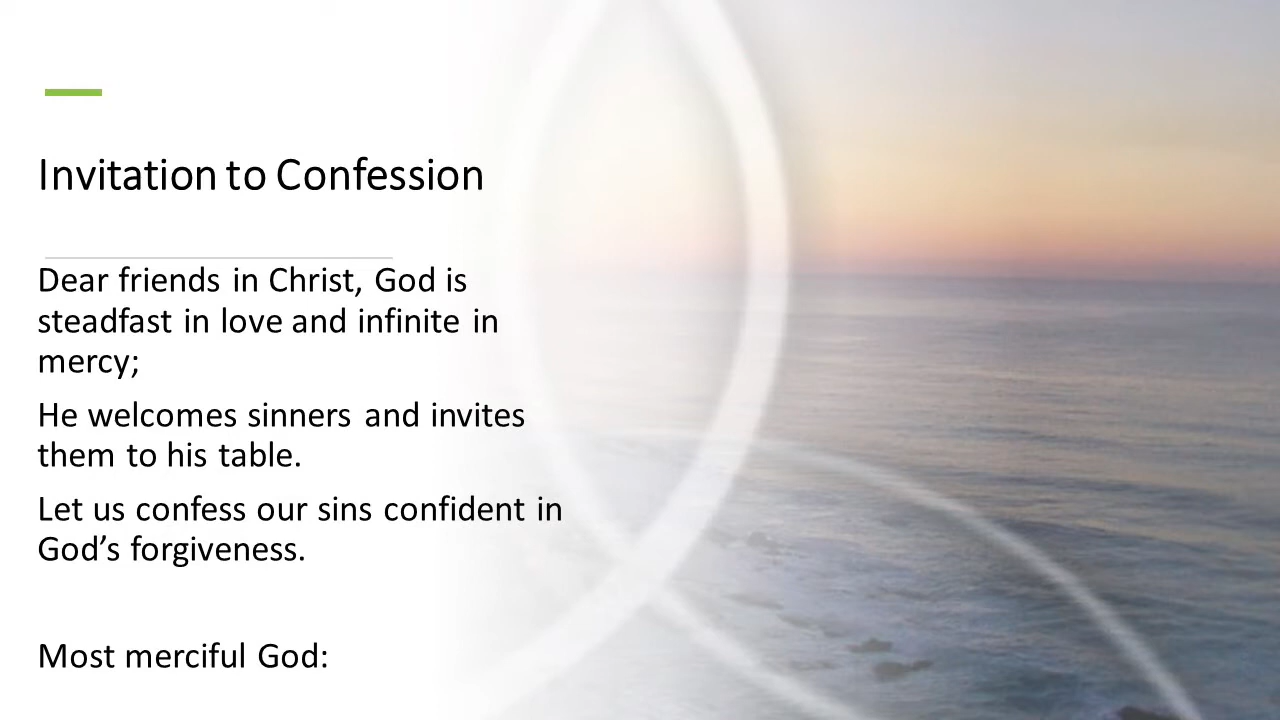 Invitation to Confession
Dear friends in Christ, God is
steadfast in love and infinite in
mercy;
He welcomes sinners and invites
them to his table.
Let us confess our sins confident in
God’s forgiveness.
Most merciful God: